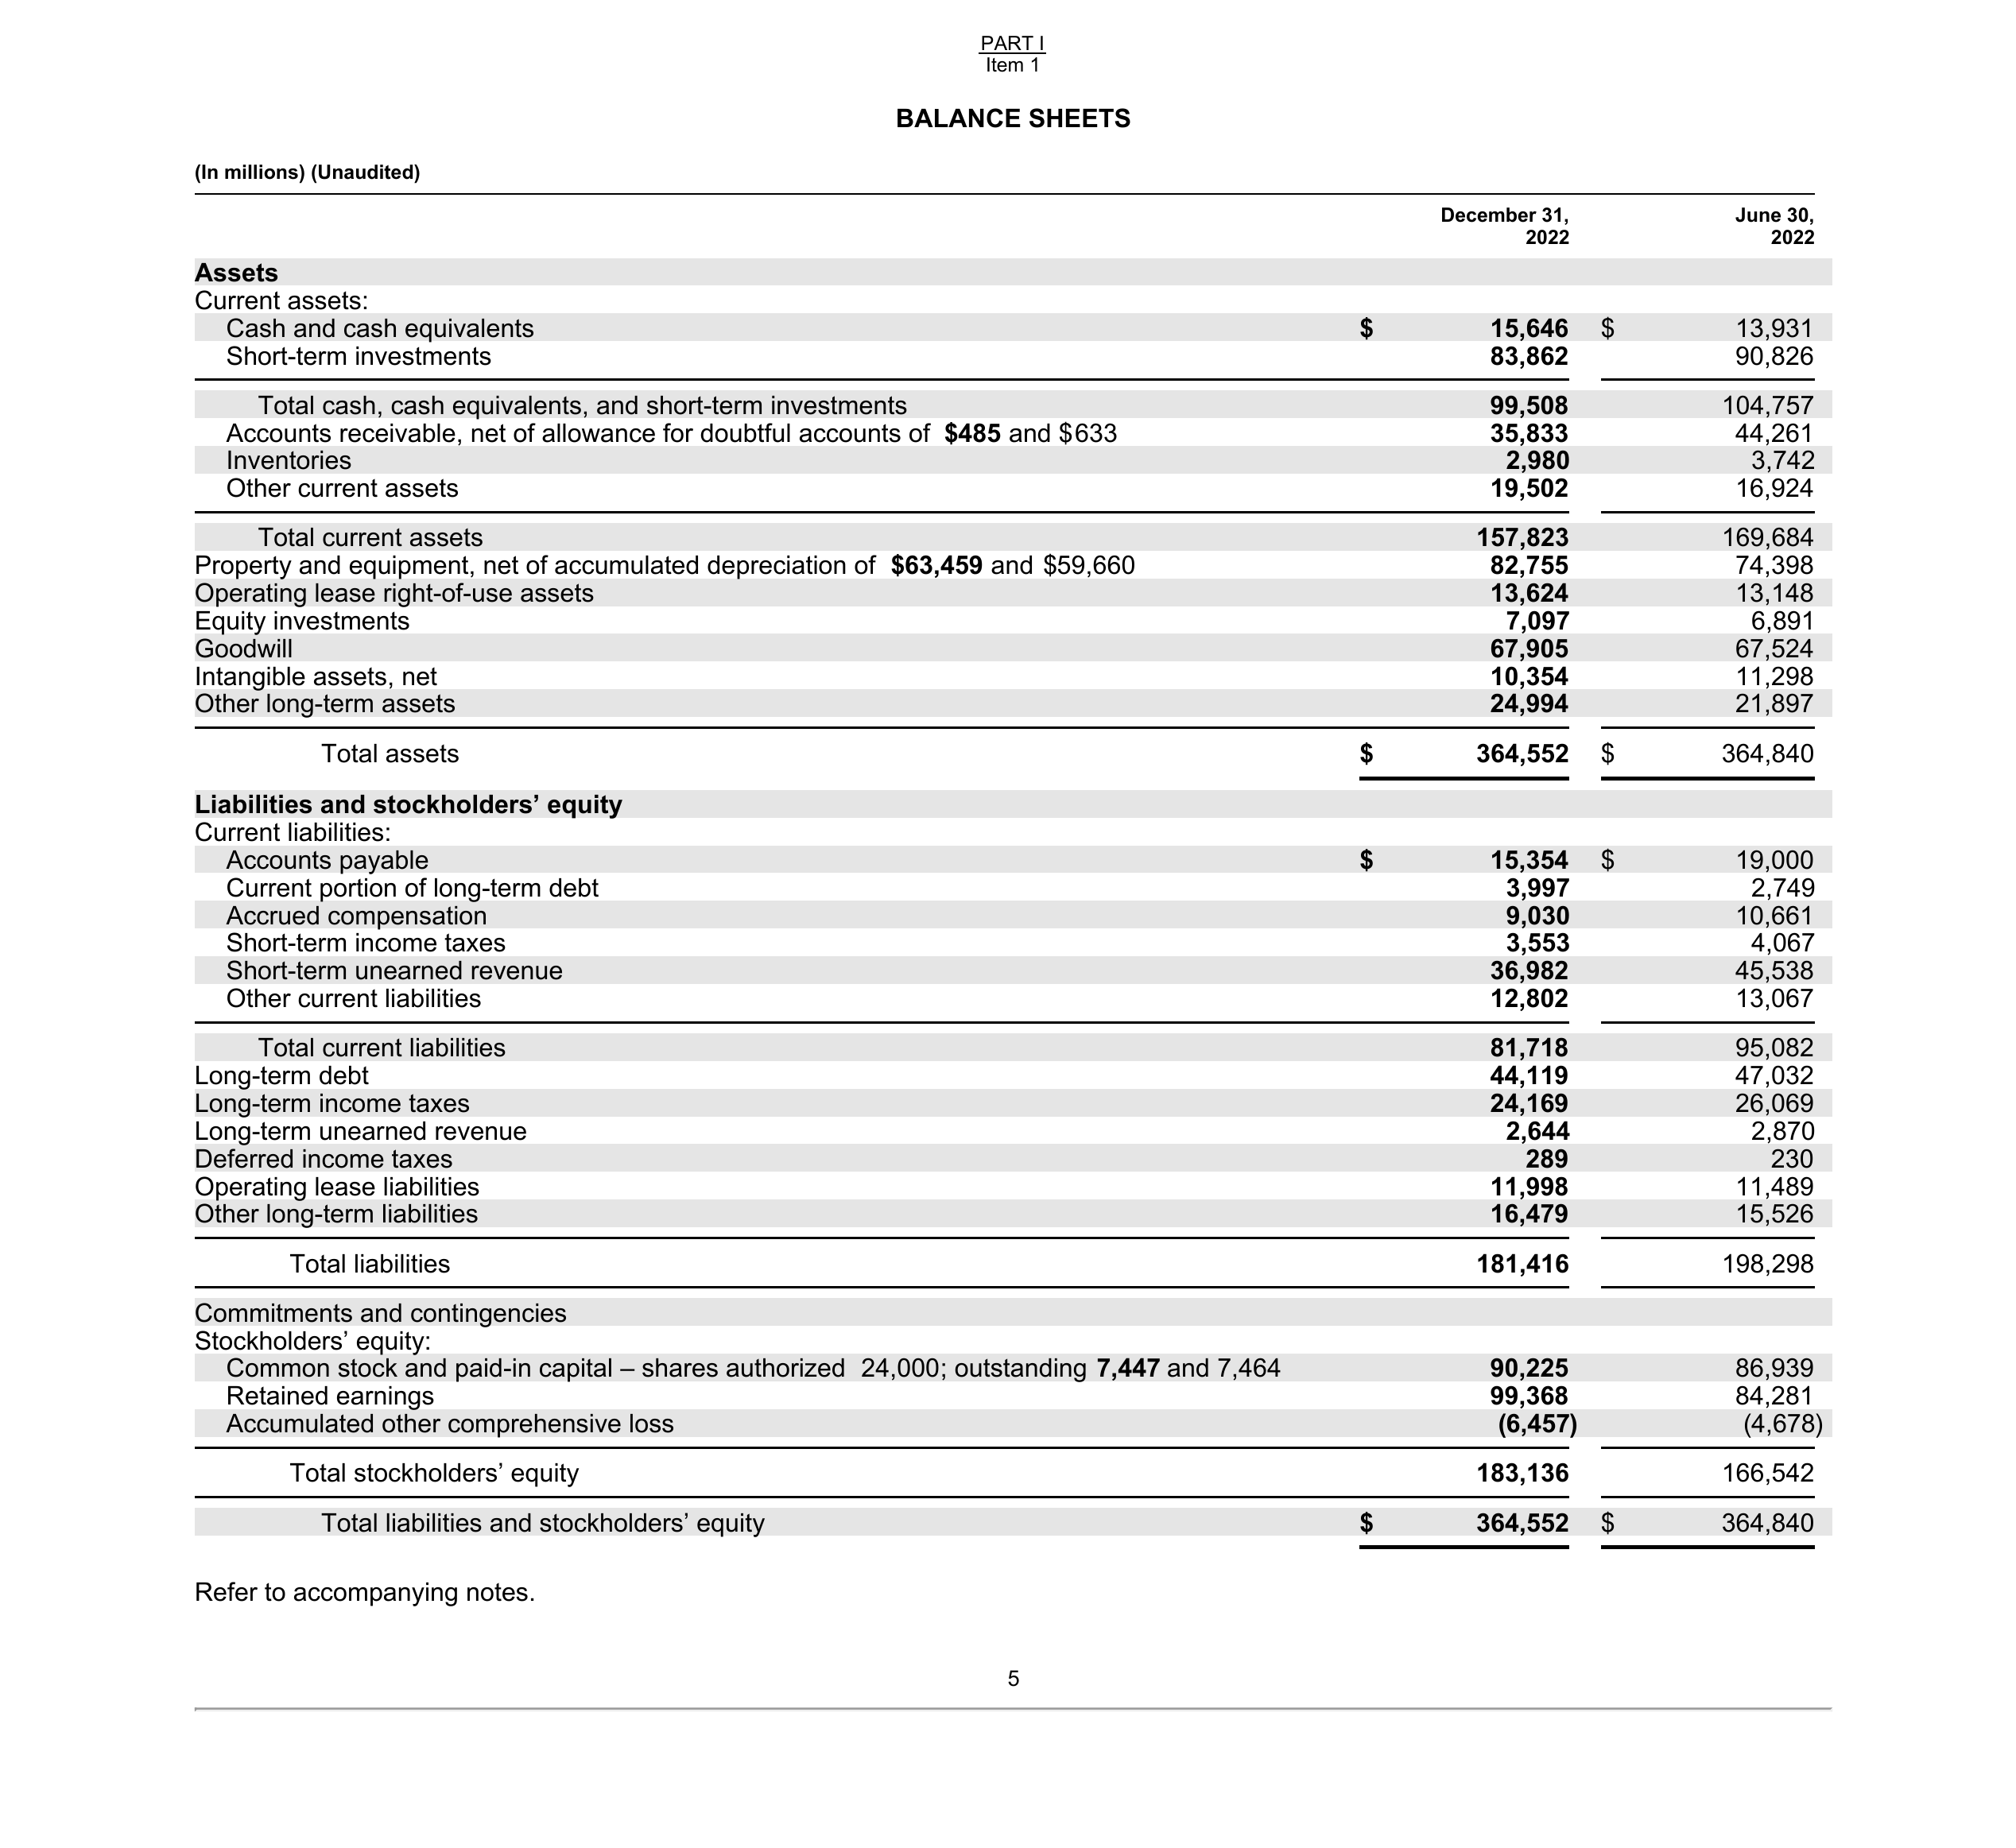 PART I
Item 1
BALANCE SHEETS
(In millions) (Unaudited)
December 31, 2022 June 30, 2022
Assets
Current assets:
Cash and cash equivalents $ 15,646 $ 13,931
Short-term investments 83,862 90,826
Total cash, cash equivalents, and short-term investments 99,508 104,757
Accounts receivable, net of allowance for doubtful accounts of $485 and $633 35,833 44,261
Inventories 2,980 3,742
Other current assets 19,502 16,924
Total current assets 157,823 169,684
Property and equipment, net of accumulated depreciation of $63,459 and $59,660 82,755 74,398
Operating lease right-of-use assets 13,624 13,148
Equity investments 7,097 6,891
Goodwill 67,905 67,524
Intangible assets, net 10,354 11,298
Other long-term assets 24,994 21,897
Total assets $ 364,552 $ 364,840
Liabilities and stockholders’ equity
Current liabilities:
Accounts payable $ 15,354 $ 19,000
Current portion of long-term debt 3,997 2,749
Accrued compensation 9,030 10,661
Short-term income taxes 3,553 4,067
Short-term unearned revenue 36,982 45,538
Other current liabilities 12,802 13,067
Total current liabilities 81,718 95,082
Long-term debt 44,119 47,032
Long-term income taxes 24,169 26,069
Long-term unearned revenue 2,644 2,870
Deferred income taxes 289 230
Operating lease liabilities 11,998 11,489
Other long-term liabilities 16,479 15,526
Total liabilities 181,416 198,298
Commitments and contingencies
Stockholders’ equity:
Common stock and paid-in capital – shares authorized 24,000; outstanding 7,447 and 7,464 90,225 86,939
Retained earnings 99,368 84,281
Accumulated other comprehensive loss (6,457) (4,678)
Total stockholders’ equity 183,136 166,542
Total liabilities and stockholders’ equity $ 364,552 $ 364,840
Refer to accompanying notes.
5